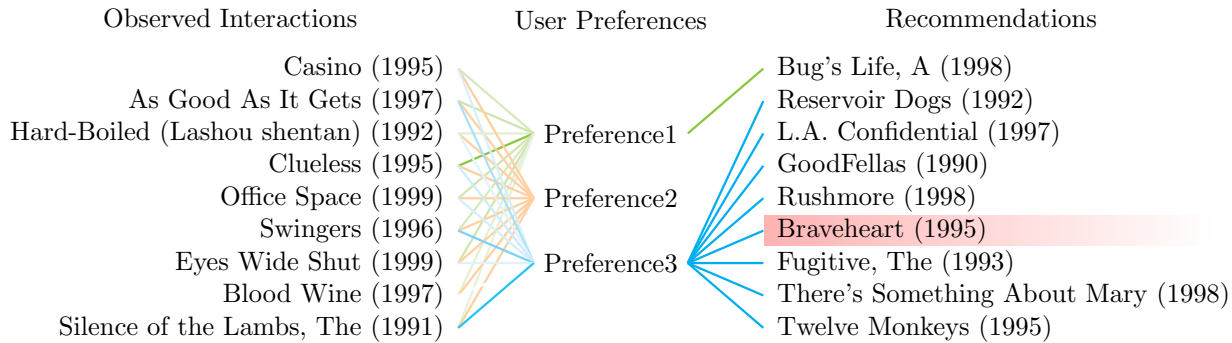 Observed Interactions
User Preferences
Recommendations
Casino (1995)
As Good As It Gets (1997)
Hard-Boiled (Lashou shentan) (1992)
Clueless (1995)
Office Space (1999)
Swingers (1996)
Eyes Wide Shut (1999)
Blood Wine (1997)
Silence of the Lambs, The (1991)
Preference1
Preference2
Preference3
Bug's Life, A (1998)
Reservoir Dogs (1992)
L.A. Confidential (1997)
GoodFellas (1990)
Rushmore (1998)
Braveheart (1995)
Fugitive, The (1993)
There's Something About Mary (1998)
Twelve Monkeys (1995)